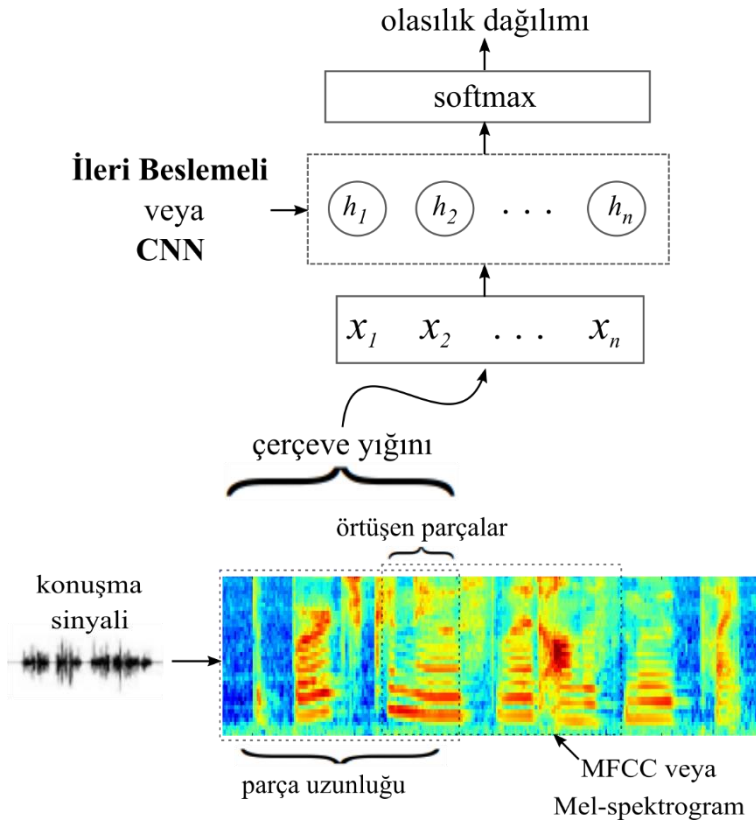 olasılık dağılımı
softmax
İleri Beslemeli
veya
CNN
h1 h2 . . . hn
x1 x2 . . . xn
çerçeve yığını
örtüşen parçalar
konuşma
sinyali
parça uzunluğu
MFCC veya
Mel-spektrogram